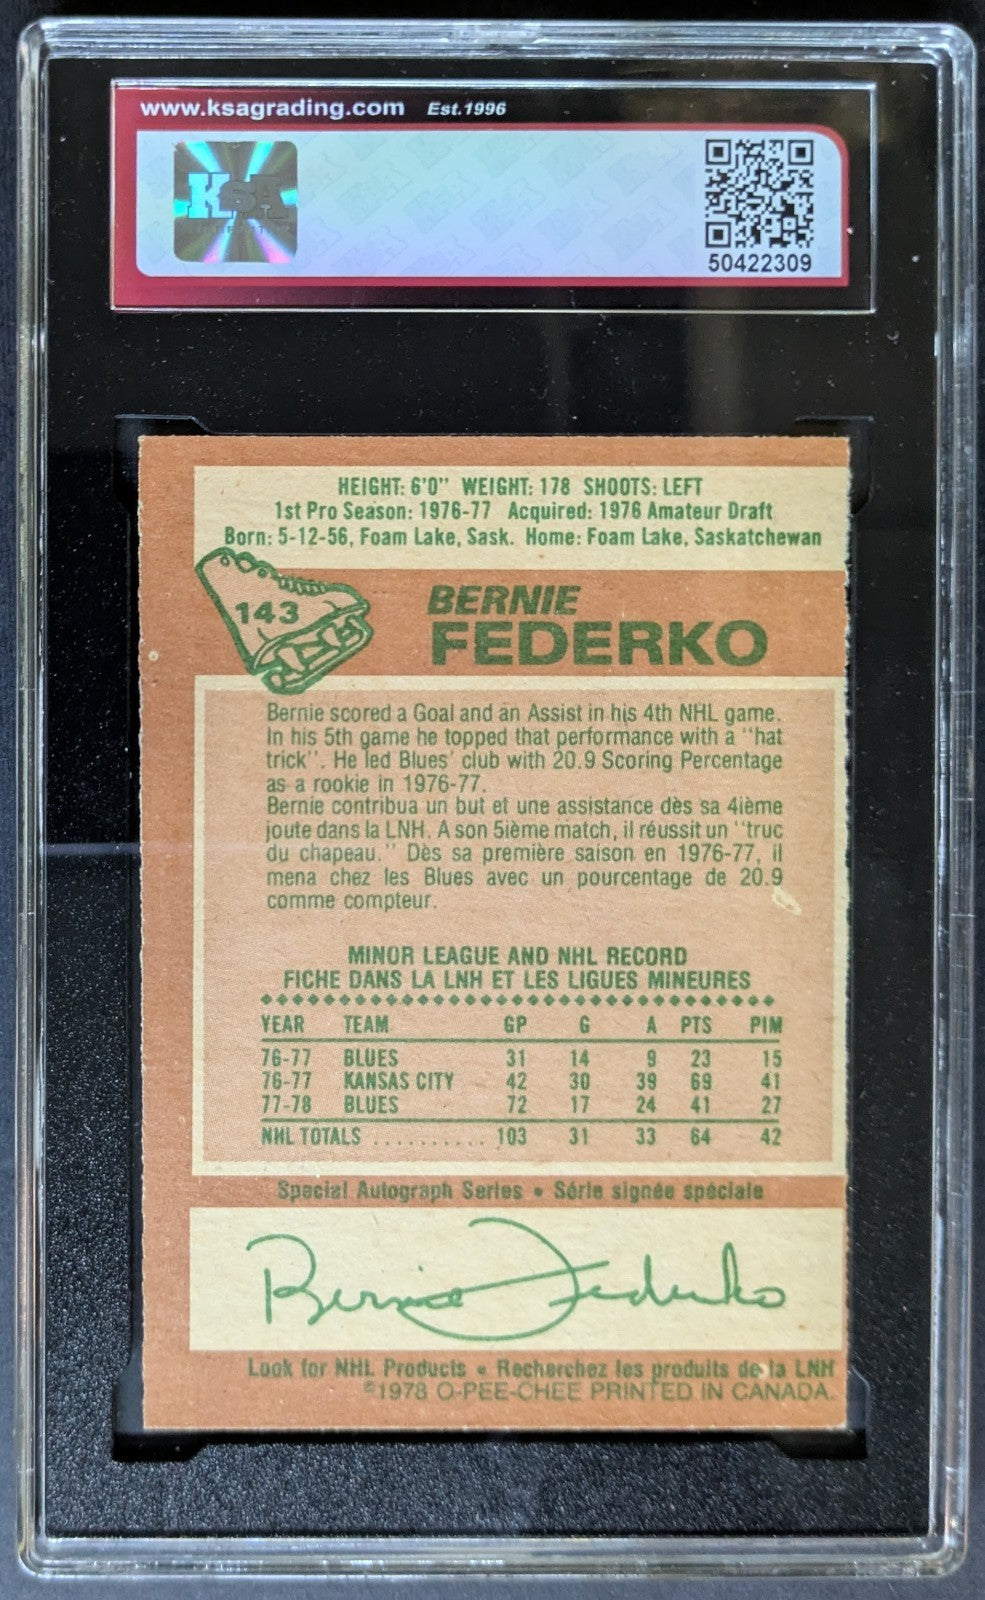 www.ksagrading.com Est.1996
KSA
50422309
HEIGHT: 6'0" WEIGHT: 178 SHOOTS: LEFT
1st Pro Season: 1976-77 Acquired: 1976 Amateur Draft
Born: 5-12-56, Foam Lake, Sask. Home: Foam Lake, Saskatchewan
143
BERNIE
FEDERKO
Bernie scored a Goal and an Assist in his 4th NHL game.
In his 5th game he topped that performance with a "hat
trick". He led Blues' club with 20.9 Scoring Percentage
as a rookie in 1976-77.
Bernie contribua un but et une assistance dès sa 4ième
joute dans la LNH. A son 5ième match, il réussit un "truc
du chapeau." Dès sa première saison en 1976-77, il
mena chez les Blues avec un pourcentage de 20.9
comme compteur.
MINOR LEAGUE AND NHL RECORD
FICHE DANS LA LNH ET LES LIGUES MINEURES
YEAR TEAM GP G A PTS PIM
76-77 BLUES 31 14 9 23 15
76-77 KANSAS CITY 42 30 39 69 41
77-78 BLUES 72 17 24 41 27
NHL TOTALS .......... 103 31 33 64 42
Special Autograph Series • Série signée spéciale
Bernie Federko
Look for NHL Products • Recherchez les produits de la LNH
©1978 O-PEE-CHEE PRINTED IN CANADA.